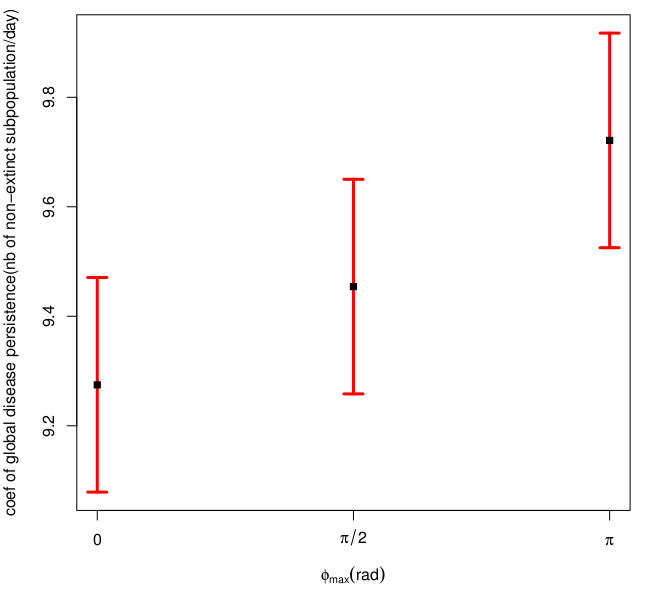 coef of global disease persistence(nb of non−extinct subpopulation/day)
9.8
9.6
9.4
9.2
0
π/2
π
ϕmax(rad)